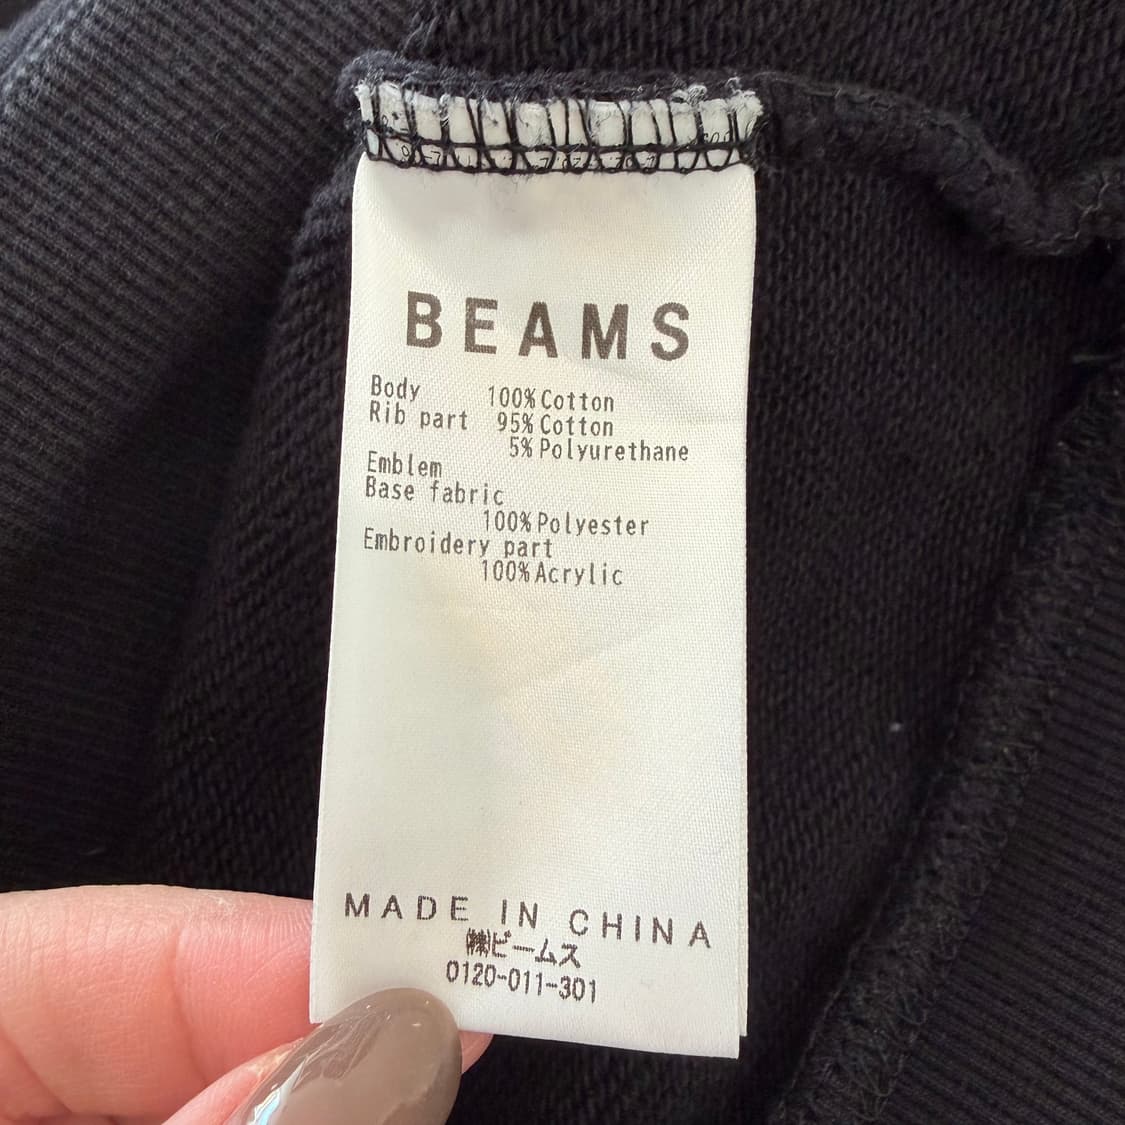 BEAMS
Body 100%Cotton
Rib part 95%Cotton
5%Polyurethane
Emblem
Base fabric
100%Polyester
Embroidery part
100%Acrylic
MADE IN CHINA
㈱ビームス
0120-011-301